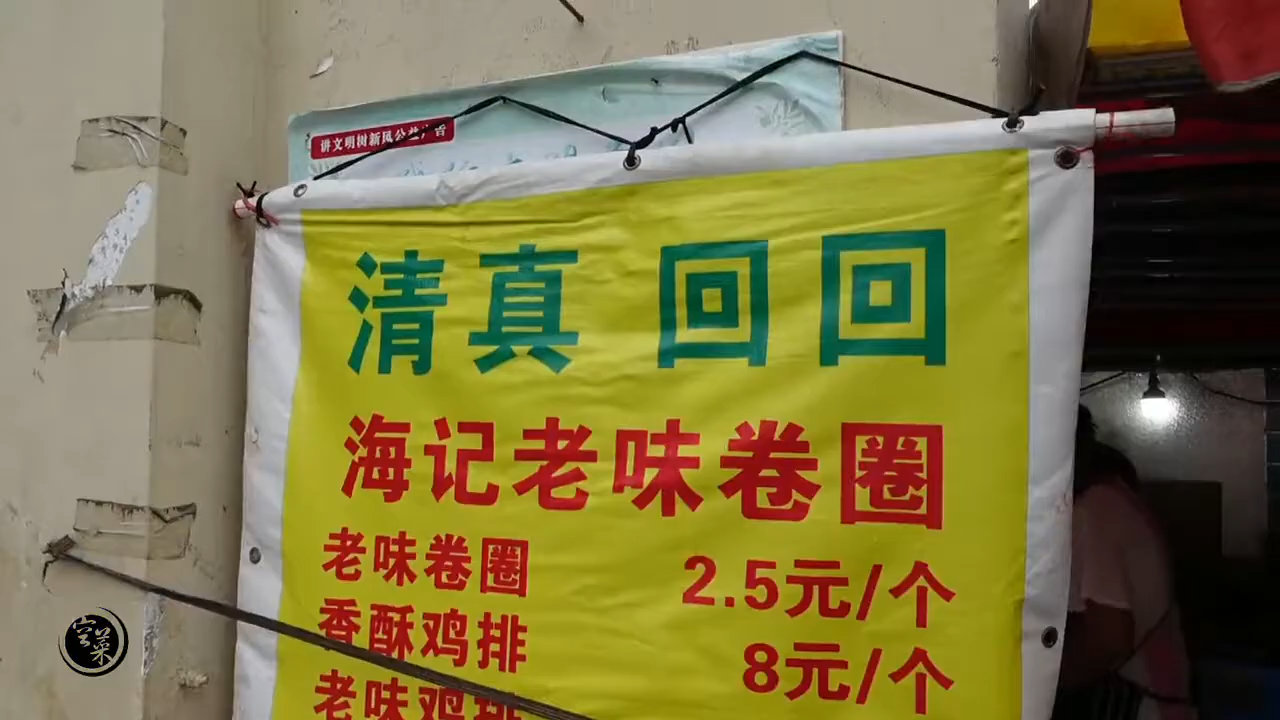 讲文明树新风公益广告
清真 回回
海记老味卷圈
老味卷圈 2.5元/个
香酥鸡排 8元/个
老味鸡排
堂菜